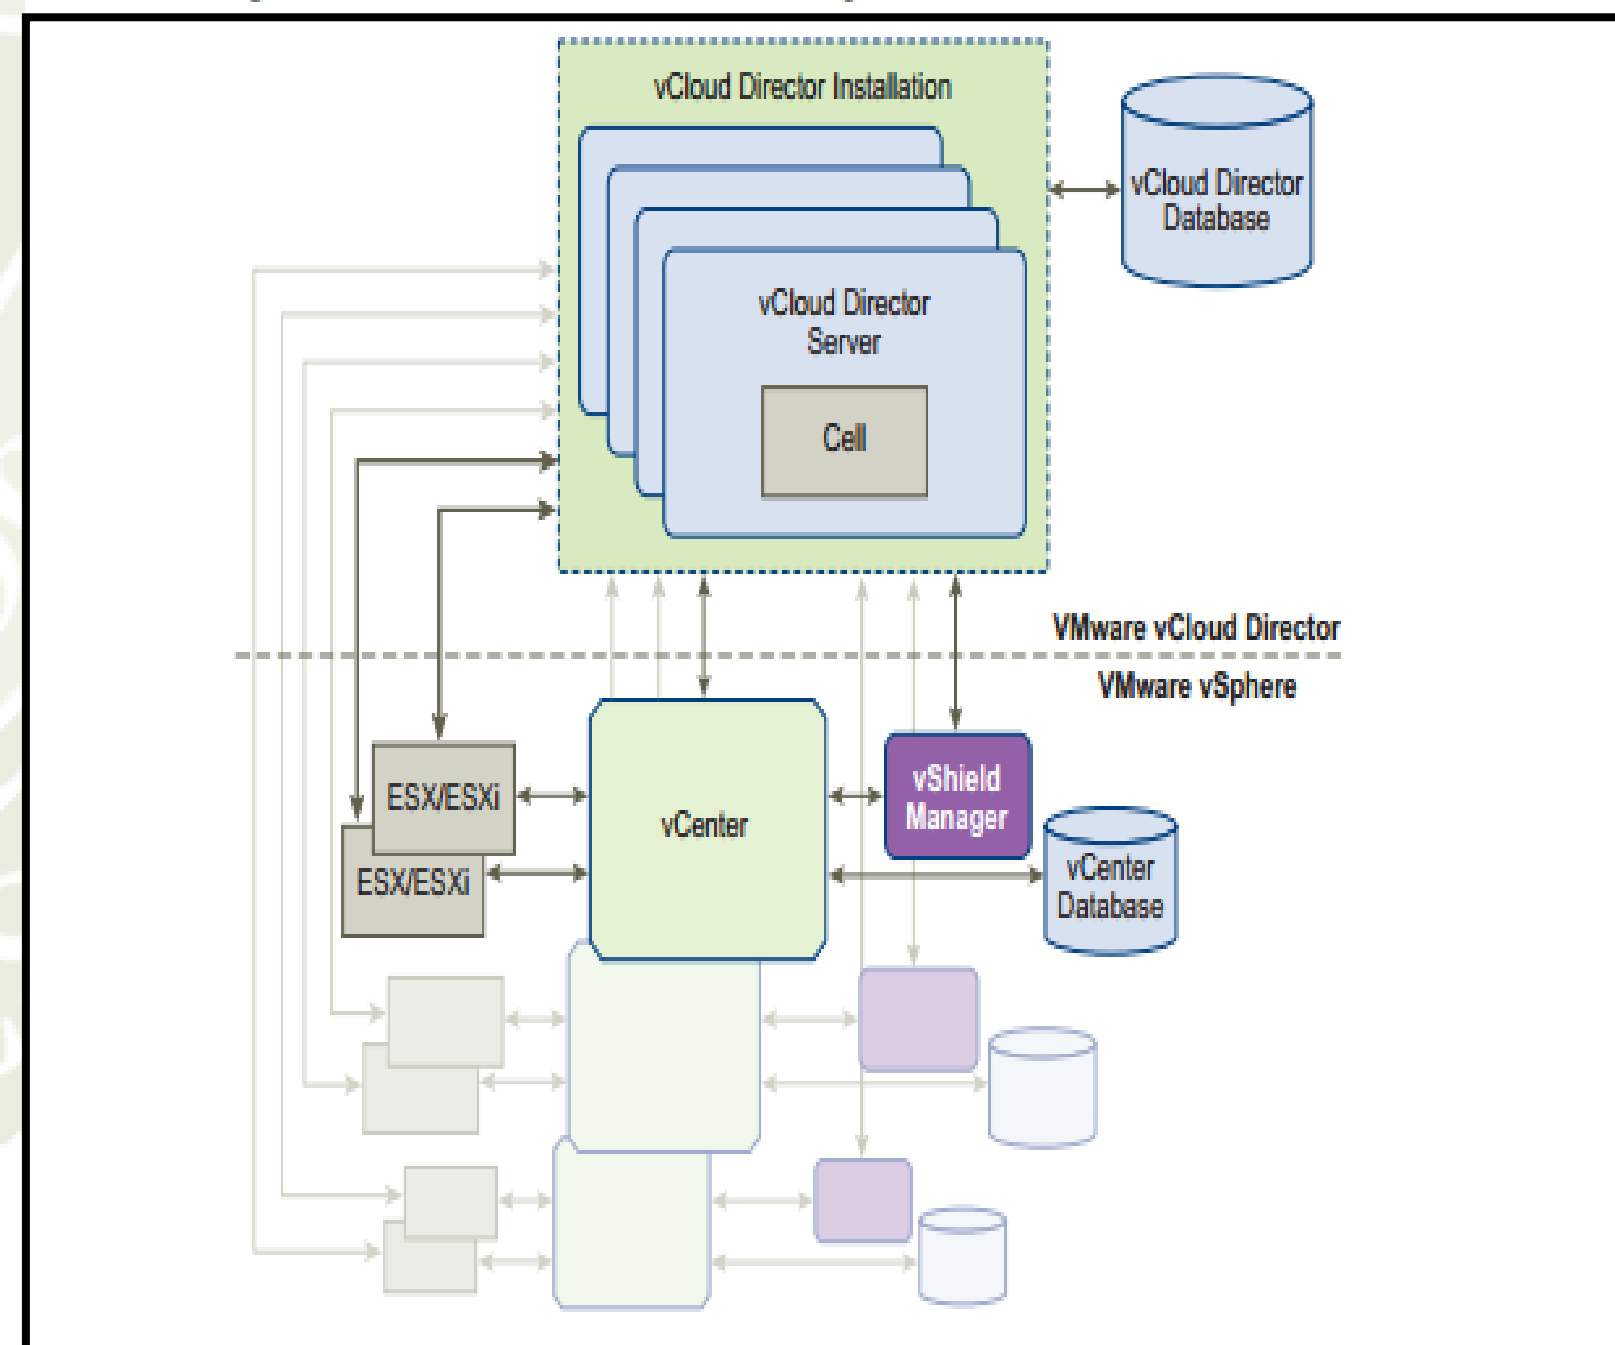 vCloud Director Installation
vCloud Director
Database
vCloud Director
Server
Cell
VMware vCloud Director
VMware vSphere
ESX/ESXi
ESX/ESXi
vCenter
vShield
Manager
vCenter
Database